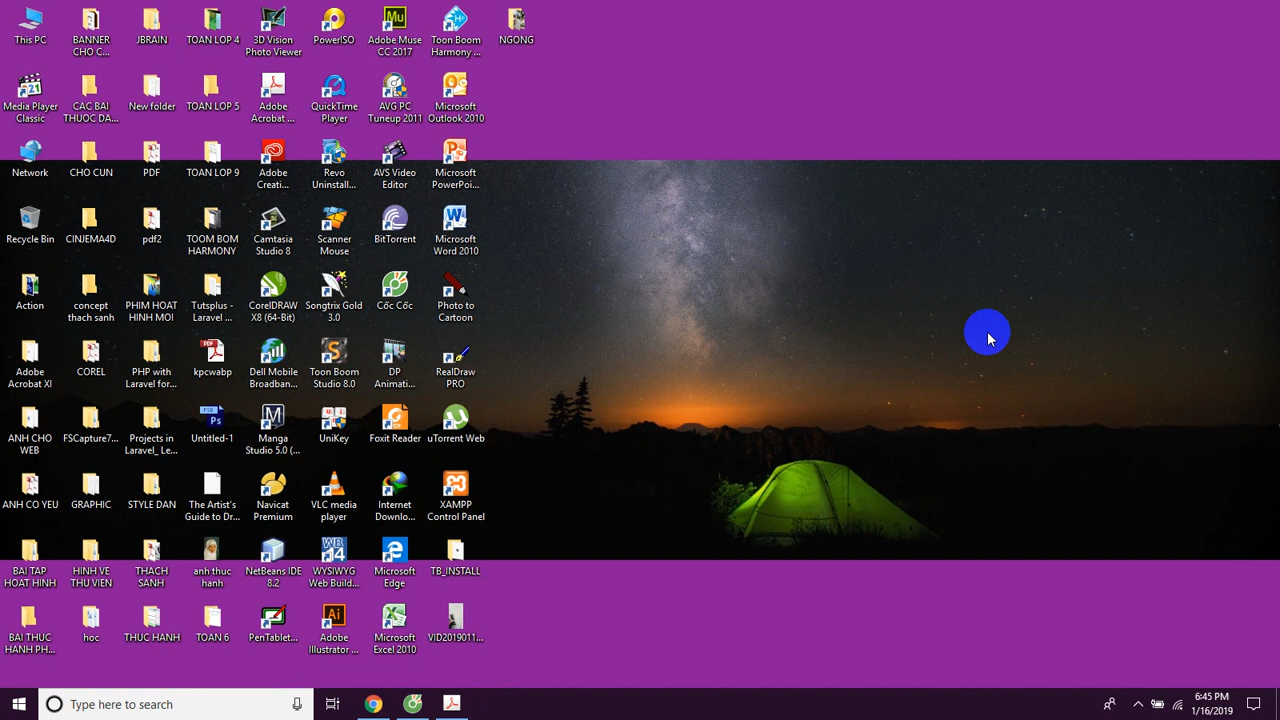 This PC
BANNER
CHO C...
JBRAIN
TOAN LOP 4
3D Vision
Photo Viewer
PowerISO
Adobe Muse
CC 2017
Toon Boom
Harmony ...
NGONG
Media Player
Classic
CAC BAI
THUOC DA...
New folder
TOAN LOP 5
Adobe
Acrobat ...
QuickTime
Player
AVG PC
Tuneup 2011
Microsoft
Outlook 2010
Network
CHO CUN
PDF
TOAN LOP 9
Adobe
Creati...
Revo
Uninstall...
AVS Video
Editor
Microsoft
PowerPoi...
Recycle Bin
CINJEMA4D
pdf2
TOOM BOM
HARMONY
Camtasia
Studio 8
Scanner
Mouse
BitTorrent
Microsoft
Word 2010
Action
concept
thach sanh
PHIM HOAT
HINH MOI
Tutsplus -
Laravel ...
CorelDRAW
X8 (64-Bit)
Songtrix Gold
3.0
Cốc Cốc
Photo to
Cartoon
Adobe
Acrobat XI
COREL
PHP with
Laravel for...
kpcwabp
Dell Mobile
Broadban...
Toon Boom
Studio 8.0
DP
Animati...
RealDraw
PRO
ANH CHO
WEB
FSCapture7...
Projects in
Laravel_ Le...
Untitled-1
Manga
Studio 5.0 (...
UniKey
Foxit Reader
uTorrent Web
ANH CO YEU
GRAPHIC
STYLE DAN
The Artist's
Guide to Dr...
Navicat
Premium
VLC media
player
Internet
Downlo...
XAMPP
Control Panel
BAI TAP
HOAT HINH
HINH VE
THU VIEN
THACH
SANH
anh thuc
hanh
NetBeans IDE
8.2
WYSIWYG
Web Build...
Microsoft
Edge
TB_INSTALL
BAI THUC
HANH PH...
hoc
THUC HANH
TOAN 6
PenTablet...
Adobe
Illustrator ...
Microsoft
Excel 2010
VID2019011...
Type here to search
6:45 PM
1/16/2019